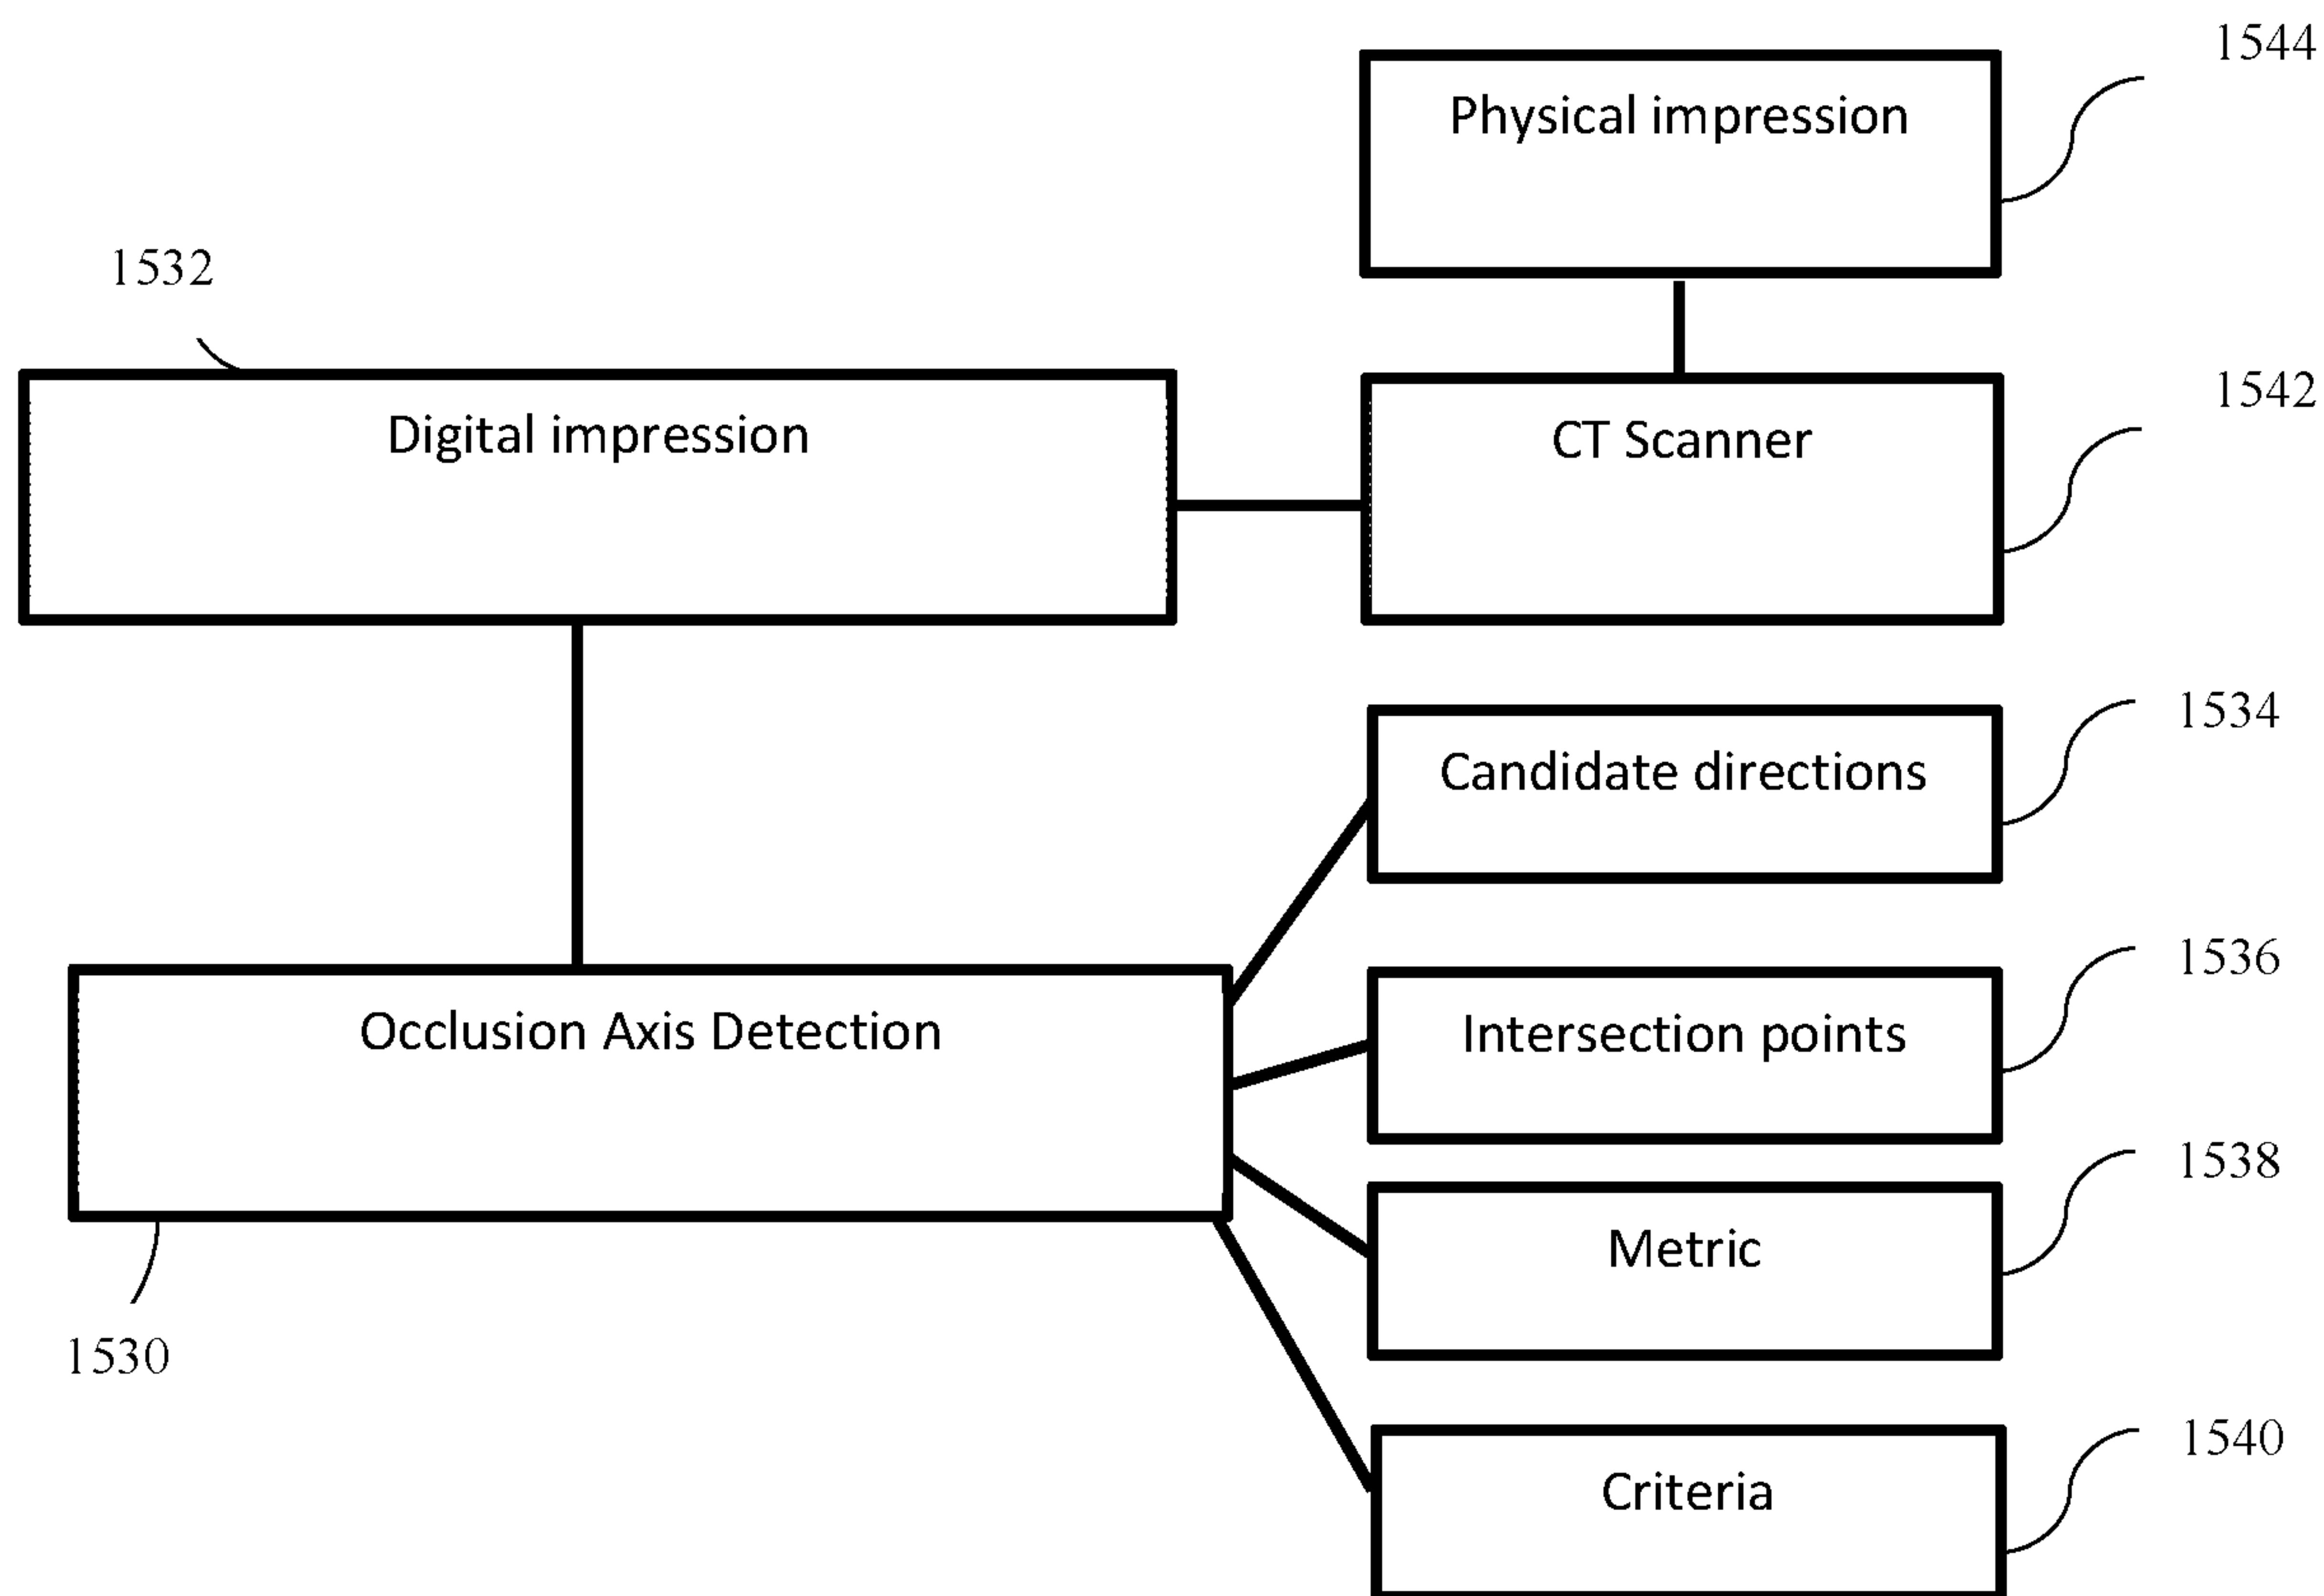 1544
Physical impression
1532
1542
Digital impression
CT Scanner
1534
Candidate directions
1536
Occlusion Axis Detection
Intersection points
1538
Metric
1530
1540
Criteria